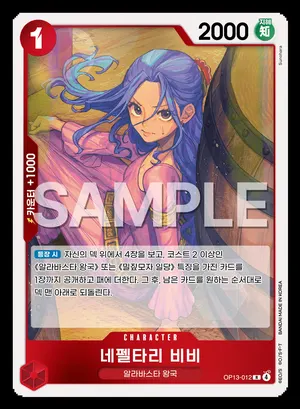 1
2000
지혜
知
카운터 +1000
SAMPLE
등장 시 자신의 덱 위에서 4장을 보고, 코스트 2 이상인
《알라바스타 왕국》 또는 《밀짚모자 일당》 특징을 가진 카드를
1장까지 공개하고 패에 더한다. 그 후, 남은 카드를 원하는 순서대로
덱 맨 아래로 되돌린다.
CHARACTER
네펠타리 비비
알라바스타 왕국
OP13-012 R
BANDAI MADE IN KOREA